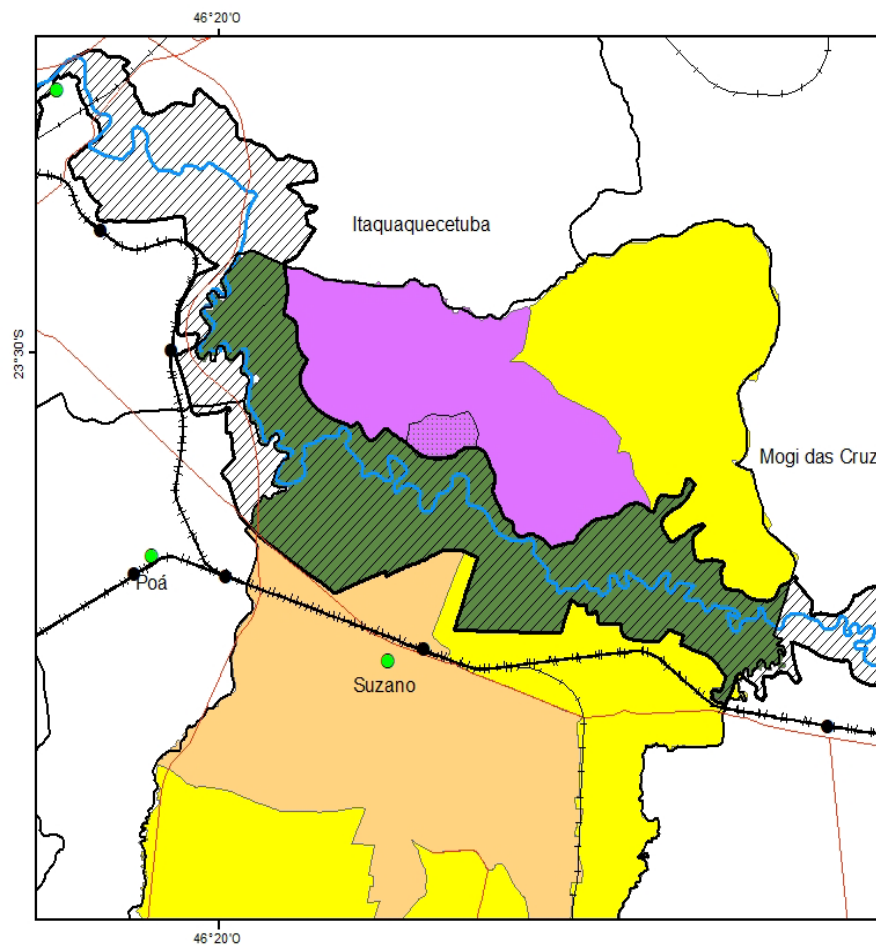 46°20'O
Itaquaquecetuba
23°30'S
Mogi das Cruz
Poá
Suzano
46°20'O